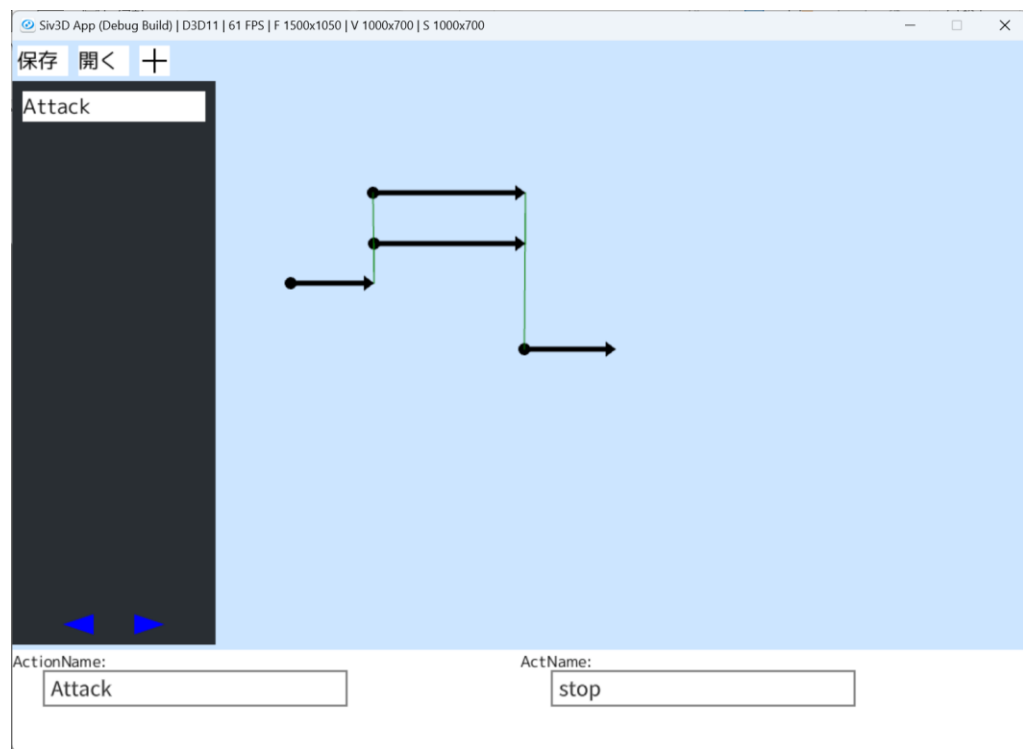 Siv3D App (Debug Build) | D3D11 | 61 FPS | F 1500x1050 | V 1000x700 | S 1000x700
保存 開く +
Attack
ActionName: ActName:
Attack stop